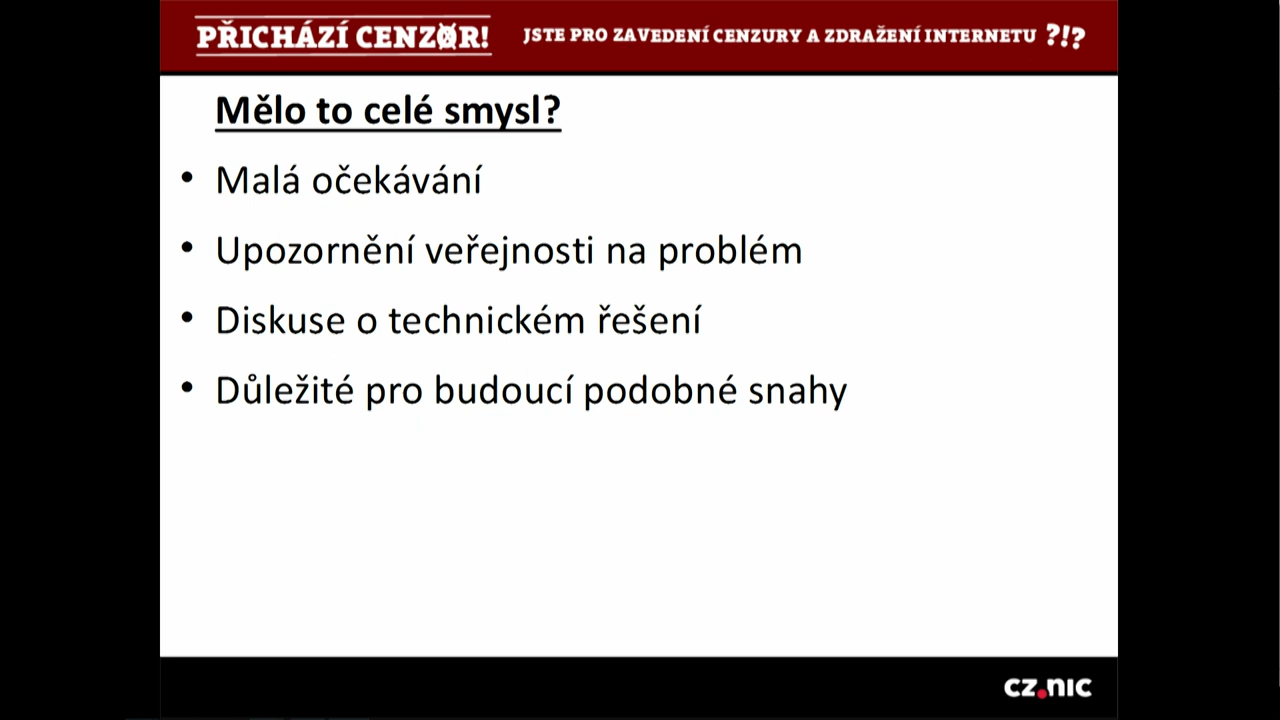 PŘICHÁZÍ CENZOR! JSTE PRO ZAVEDENÍ CENZURY A ZDRAŽENÍ INTERNETU ?!?
Mělo to celé smysl?
• Malá očekávání
• Upozornění veřejnosti na problém
• Diskuse o technickém řešení
• Důležité pro budoucí podobné snahy
cz.nic